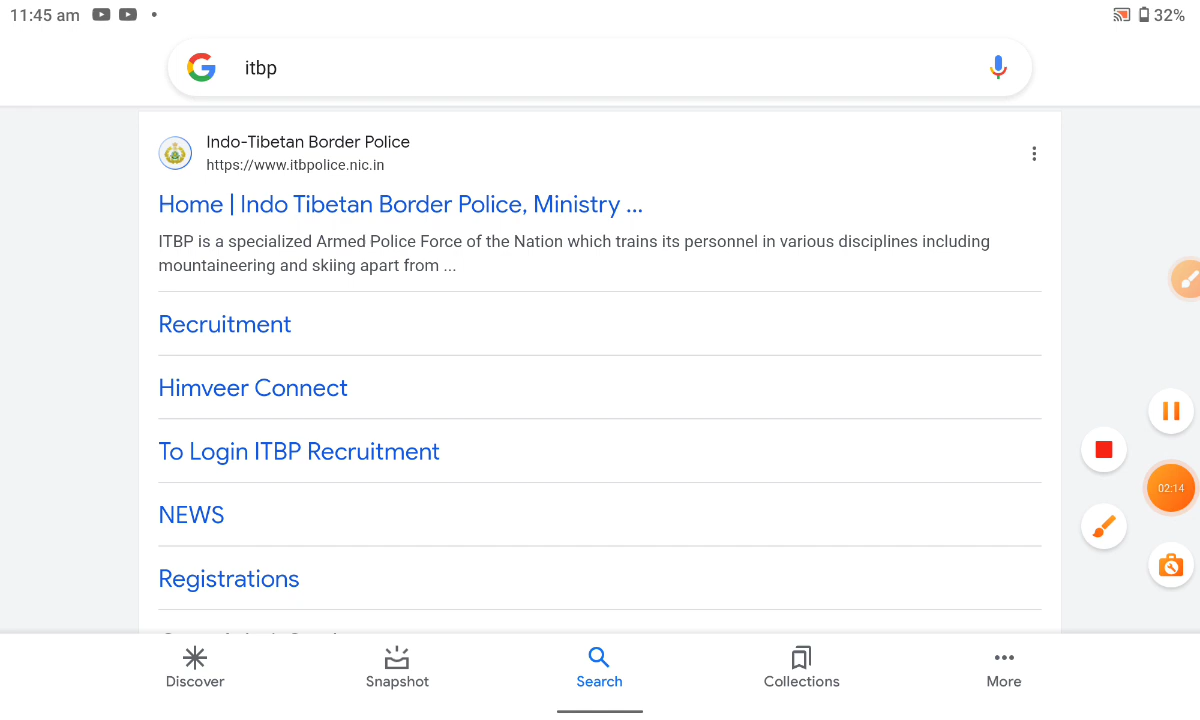 11:45 am
32%
itbp
Indo-Tibetan Border Police
https://www.itbpolice.nic.in
Home | Indo Tibetan Border Police, Ministry ...
ITBP is a specialized Armed Police Force of the Nation which trains its personnel in various disciplines including
mountaineering and skiing apart from ...
Recruitment
Himveer Connect
To Login ITBP Recruitment
NEWS
Registrations
02:14
Discover
Snapshot
Search
Collections
More